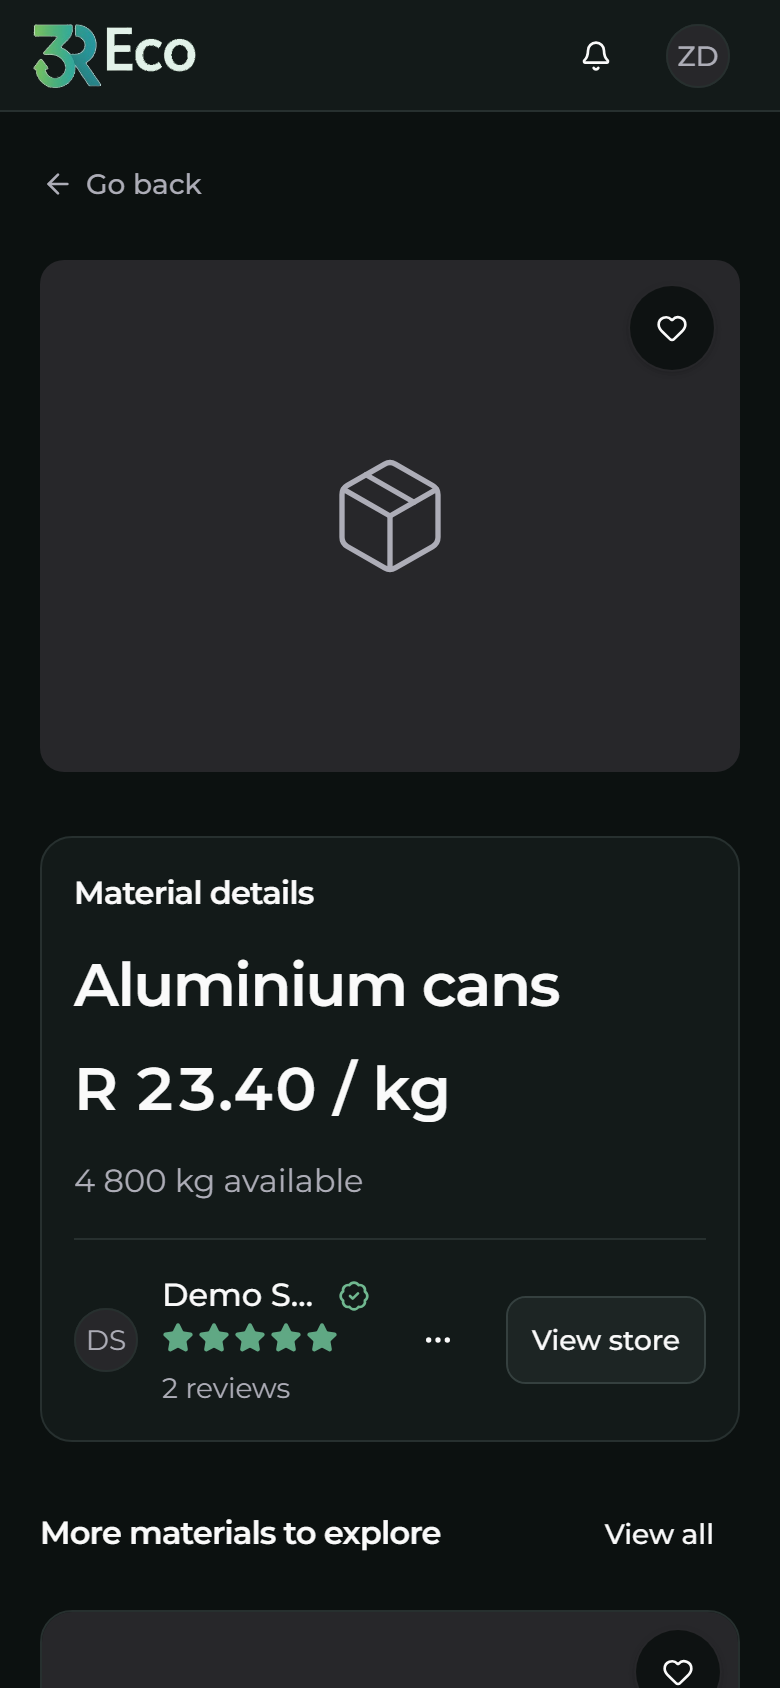 3R Eco
ZD
Go back
Material details
Aluminium cans
R 23.40 / kg
4 800 kg available
DS
Demo S...
2 reviews
View store
More materials to explore
View all